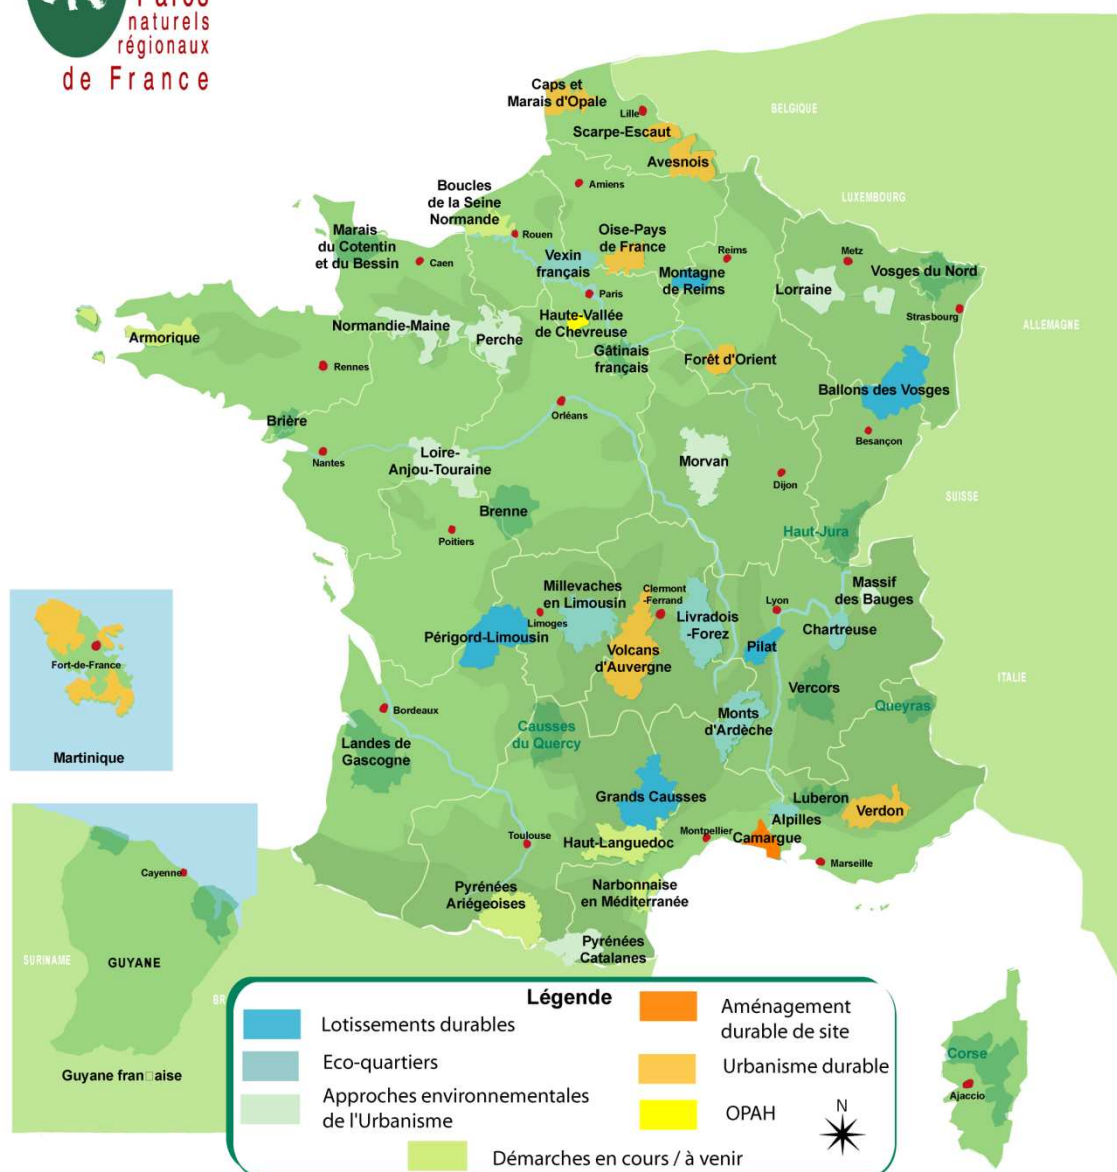 Parcs
naturels
régionaux
de France
Caps et
Marais d'Opale
Lille
BELGIQUE
Scarpe-Escaut
Avesnois
Amiens
Boucles
de la Seine
Normande
LUXEMBOURG
Rouen
Marais
du Cotentin
et du Bessin
Caen
Oise-Pays
de France
Vexin
français
Reims
Montagne
de Reims
Metz
Vosges du Nord
Lorraine
Paris
Strasbourg
ALLEMAGNE
Haute-Vallée
de Chevreuse
Normandie-Maine
Perche
Armorique
Gâtinais
français
Forêt d'Orient
Rennes
Ballons des Vosges
Orléans
Brière
Besançon
Nantes
Loire-
Anjou-Touraine
Morvan
Dijon
SUISSE
Brenne
Poitiers
Haut-Jura
Massif
des Bauges
Millevaches
en Limousin
Clermont
-Ferrand
Lyon
Limoges
Périgord-Limousin
Livradois
-Forez
Chartreuse
Pilat
Volcans
d'Auvergne
Fort-de-France
Martinique
ITALIE
Vercors
Queyras
Bordeaux
Monts
d'Ardèche
Causses
du Quercy
Landes de
Gascogne
Grands Causses
Luberon
Verdon
Alpilles
Toulouse
Haut-Languedoc
Montpellier
Camargue
Marseille
Cayenne
Pyrénées
Ariégeoises
Narbonnaise
en Méditerranée
Pyrénées
Catalanes
SURINAME
GUYANE
BR
Guyane fran□aise
Légende
Lotissements durables
Eco-quartiers
Approches environnementales
de l'Urbanisme
Aménagement
durable de site
Urbanisme durable
OPAH
N
Démarches en cours / à venir
Corse
Ajaccio